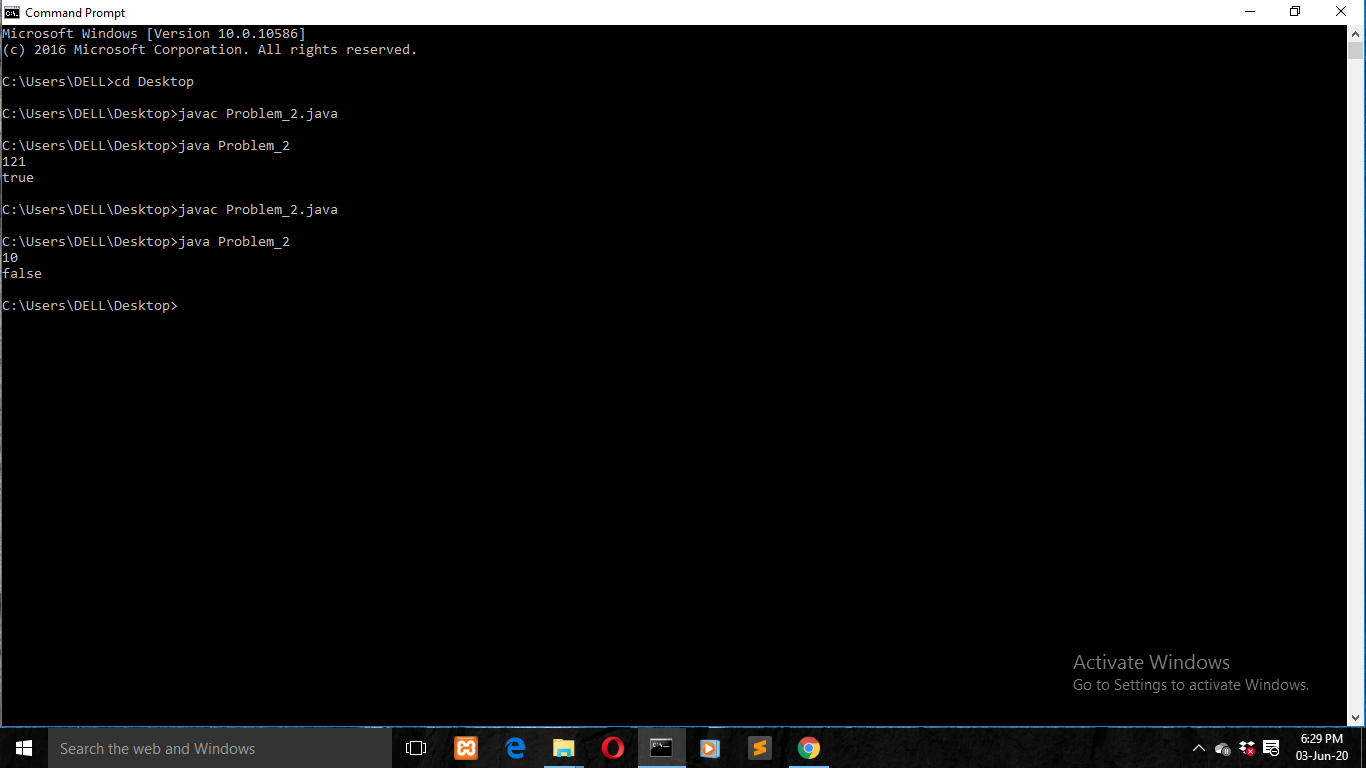 Command Prompt
Microsoft Windows [Version 10.0.10586]
(c) 2016 Microsoft Corporation. All rights reserved.
C:\Users\DELL>cd Desktop
C:\Users\DELL\Desktop>javac Problem_2.java
C:\Users\DELL\Desktop>java Problem_2
121
true
C:\Users\DELL\Desktop>javac Problem_2.java
C:\Users\DELL\Desktop>java Problem_2
10
false
C:\Users\DELL\Desktop>
Activate Windows
Go to Settings to activate Windows.
Search the web and Windows
6:29 PM
03-Jun-20